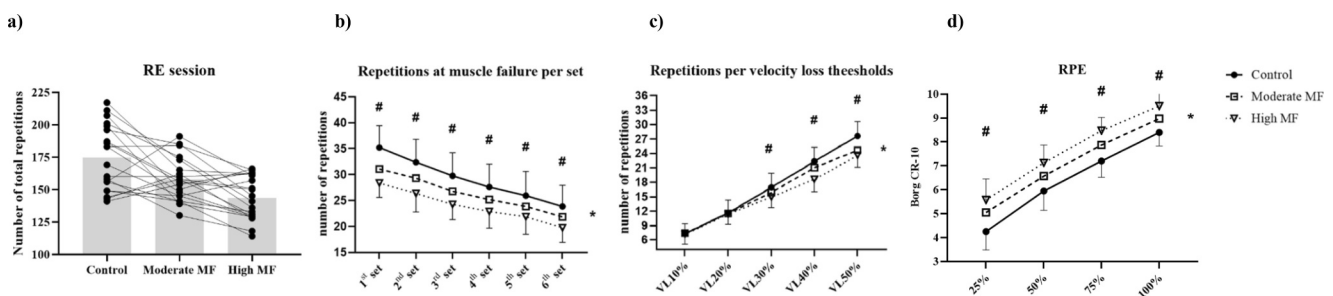 a)
b)
c)
d)
RE session
Number of total repetitions
225
200
175
150
125
100
Control
Moderate MF
High MF
Repetitions at muscle failure per set
number of repetitions
45
40
35
30
25
20
15
# # # # # #
*
1st set
2nd set
3rd set
4th set
5th set
6th set
Repetitions per velocity loss theesholds
number of repetitions
36
33
30
27
24
21
18
15
12
9
6
# # #
*
VL10%
VL20%
VL30%
VL40%
VL50%
RPE
Borg CR-10
10
9
8
7
6
5
4
3
# # # #
*
25%
50%
75%
100%
Control
Moderate MF
High MF